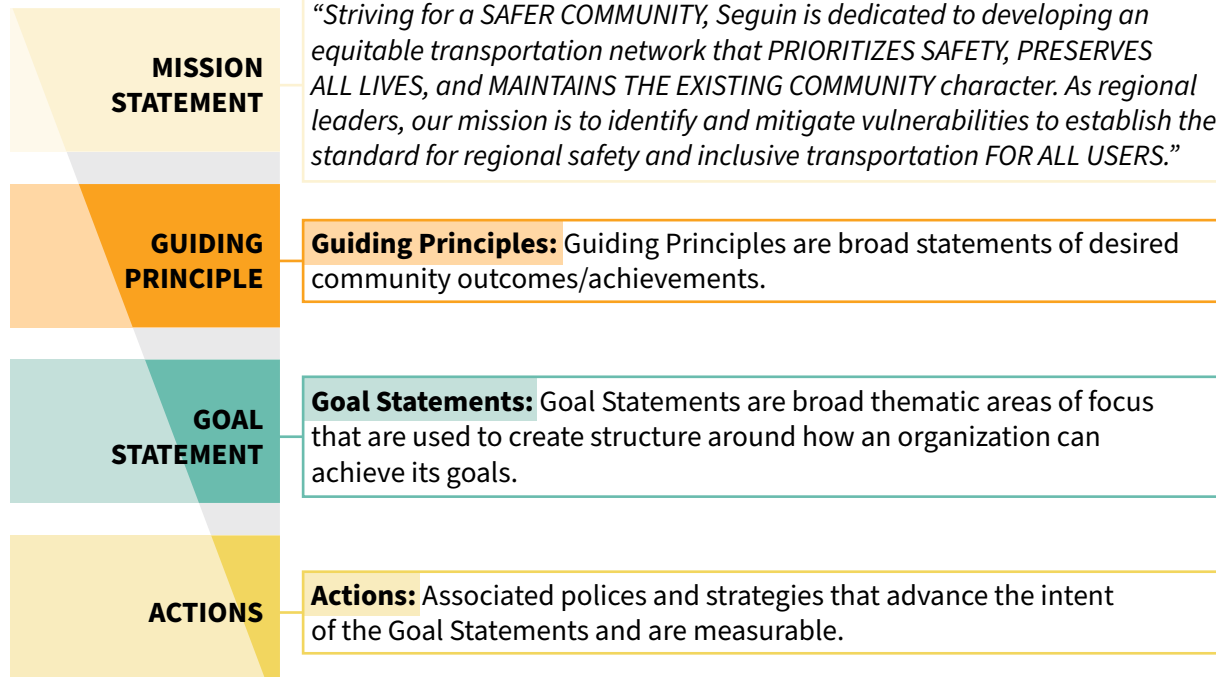 MISSION
STATEMENT
“Striving for a SAFER COMMUNITY, Seguin is dedicated to developing an
equitable transportation network that PRIORITIZES SAFETY, PRESERVES
ALL LIVES, and MAINTAINS THE EXISTING COMMUNITY character. As regional
leaders, our mission is to identify and mitigate vulnerabilities to establish the
standard for regional safety and inclusive transportation FOR ALL USERS.”
GUIDING
PRINCIPLE
Guiding Principles: Guiding Principles are broad statements of desired
community outcomes/achievements.
GOAL
STATEMENT
Goal Statements: Goal Statements are broad thematic areas of focus
that are used to create structure around how an organization can
achieve its goals.
ACTIONS
Actions: Associated polices and strategies that advance the intent
of the Goal Statements and are measurable.